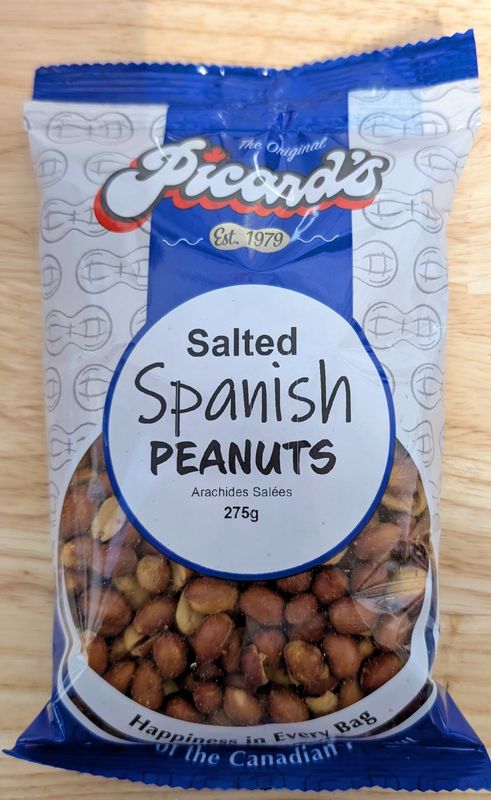 The Original
Picard's
Est. 1979
Salted
Spanish
PEANUTS
Arachides Salées
275g
Happiness in Every Bag
of the Canadian